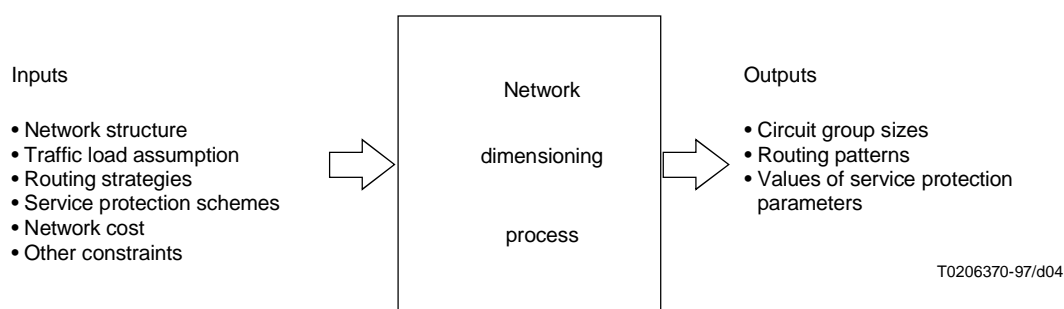 Inputs
• Network structure
• Traffic load assumption
• Routing strategies
• Service protection schemes
• Network cost
• Other constraints
Network
dimensioning
process
Outputs
• Circuit group sizes
• Routing patterns
• Values of service protection
parameters
T0206370-97/d04